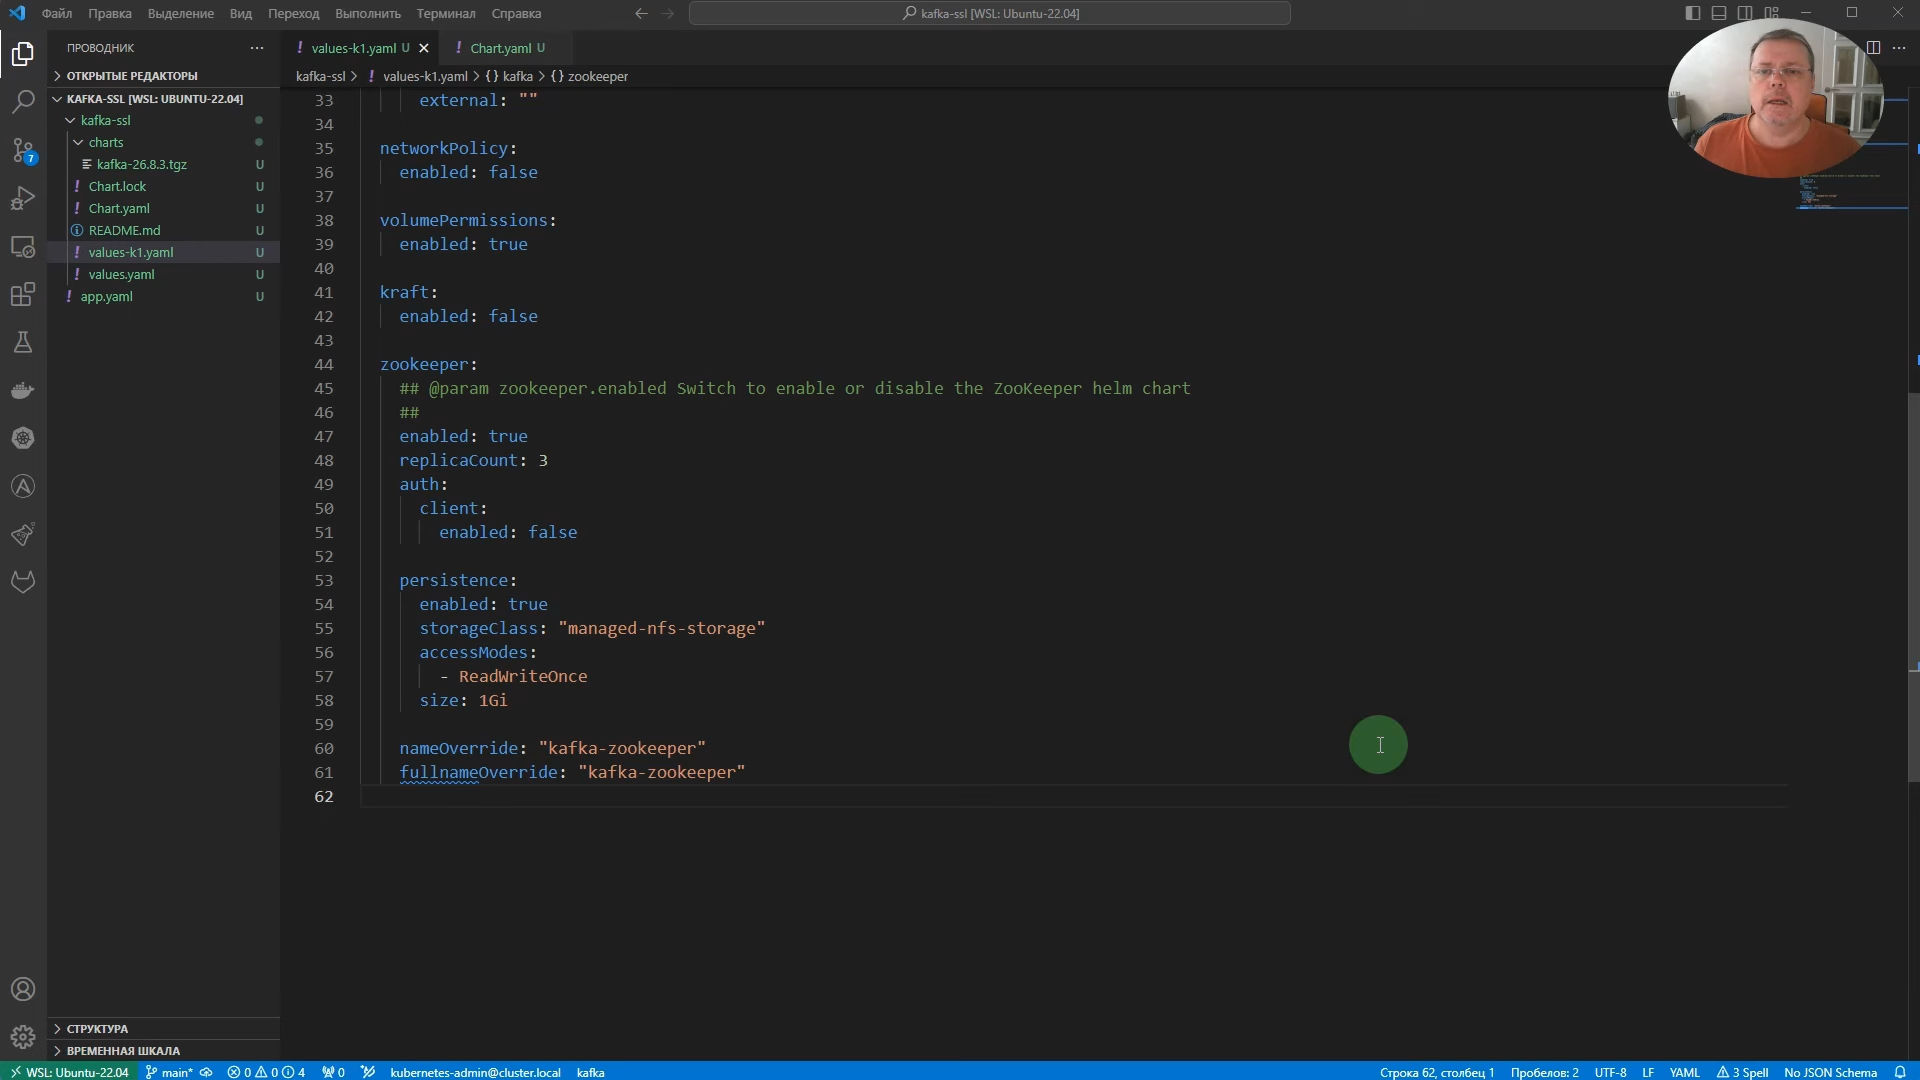 Файл Правка Выделение Вид Переход Выполнить Терминал Справка
kafka-ssl [WSL: Ubuntu-22.04]
ПРОВОДНИК
ОТКРЫТЫЕ РЕДАКТОРЫ
KAFKA-SSL [WSL: UBUNTU-22.04]
kafka-ssl
charts
kafka-26.8.3.tgz U
Chart.lock U
Chart.yaml U
README.md U
values-k1.yaml U
values.yaml U
app.yaml U
СТРУКТУРА
ВРЕМЕННАЯ ШКАЛА
7
values-k1.yaml U
Chart.yaml U
kafka-ssl > values-k1.yaml > {} kafka > {} zookeeper
33 external: ""
34
35 networkPolicy:
36 enabled: false
37
38 volumePermissions:
39 enabled: true
40
41 kraft:
42 enabled: false
43
44 zookeeper:
45 ## @param zookeeper.enabled Switch to enable or disable the ZooKeeper helm chart
46 ##
47 enabled: true
48 replicaCount: 3
49 auth:
50 client:
51 enabled: false
52
53 persistence:
54 enabled: true
55 storageClass: "managed-nfs-storage"
56 accessModes:
57 - ReadWriteOnce
58 size: 1Gi
59
60 nameOverride: "kafka-zookeeper"
61 fullnameOverride: "kafka-zookeeper"
62
WSL: Ubuntu-22.04 main* 0 0 4 0 kubernetes-admin@cluster.local kafka Строка 62, столбец 1 Пробелов: 2 UTF-8 LF YAML 3 Spell No JSON Schema